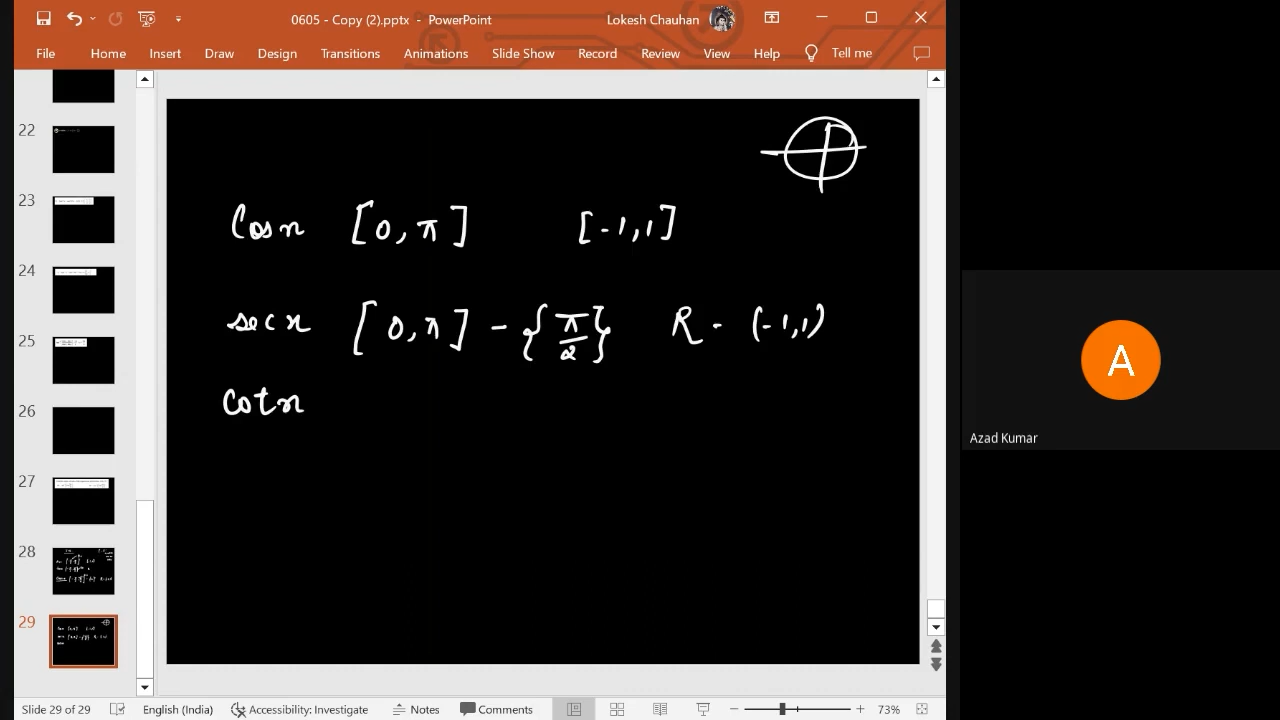 0605 - Copy (2).pptx - PowerPoint
Lokesh Chauhan
File Home Insert Draw Design Transitions Animations Slide Show Record Review View Help Tell me
22
23
24
25
26
27
28
29
Cosx [0, π] [-1, 1]
secx [0, π] - {π/2} R - (-1, 1)
Cotx
A
Azad Kumar
Slide 29 of 29 English (India) Accessibility: Investigate Notes Comments 73%